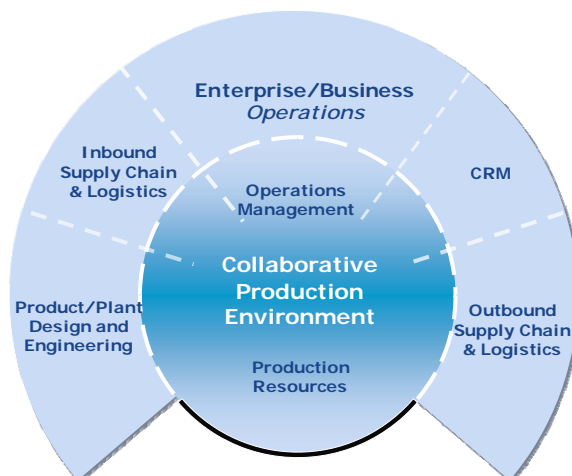 Enterprise/Business
Operations
Inbound
Supply Chain
& Logistics
CRM
Operations
Management
Collaborative
Production
Environment
Product/Plant
Design and
Engineering
Outbound
Supply Chain
& Logistics
Production
Resources